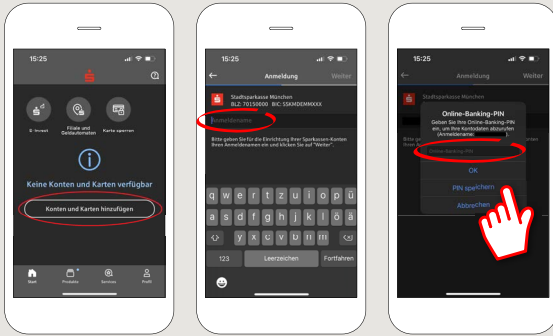 15:25
S-Invest
Filiale und
Geldautomaten
Karte sperren
Keine Konten und Karten verfügbar
Konten und Karten hinzufügen
Start
Produkte
Services
Profil
15:25
Anmeldung
Weiter
Stadtsparkasse München
BLZ: 70150000 BIC: SSKMDEMMXXX
Anmeldename
Bitte geben Sie für die Einrichtung Ihrer Sparkassen-Konten
Ihren Anmeldenamen ein und klicken Sie auf "Weiter".
q w e r t z u i o p ü
a s d f g h j k l ö ä
y x c v b n m
123
Leerzeichen
Fortfahren
15:25
Anmeldung
Weiter
Stadtsparkasse München
Online-Banking-PIN
Geben Sie Ihre Online-Banking-PIN
ein, um Ihre Kontodaten abzurufen
(Anmeldename:
Online-Banking-PIN
OK
PIN speichern
Abbrechen